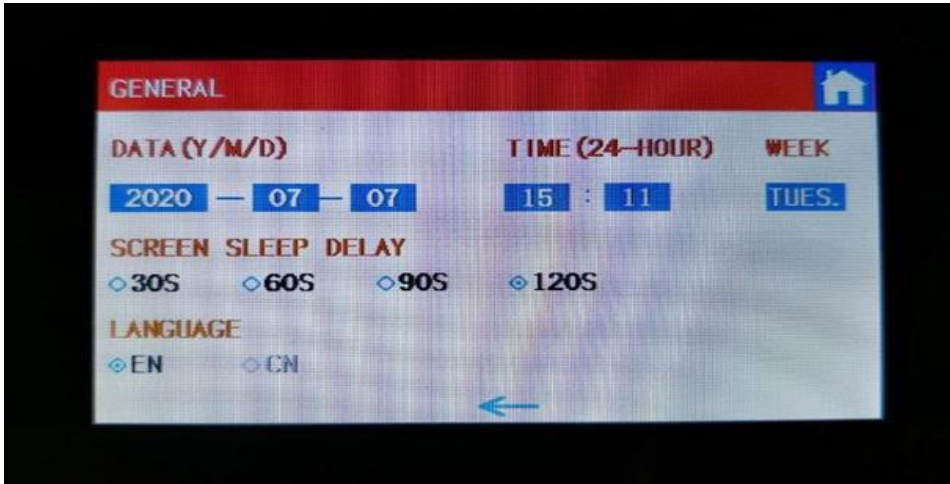 GENERAL
DATA(Y/M/D) TIME(24-HOUR) WEEK
2020 — 07 — 07 15 : 11 TUES.
SCREEN SLEEP DELAY
30S 60S 90S 120S
LANGUAGE
EN CN